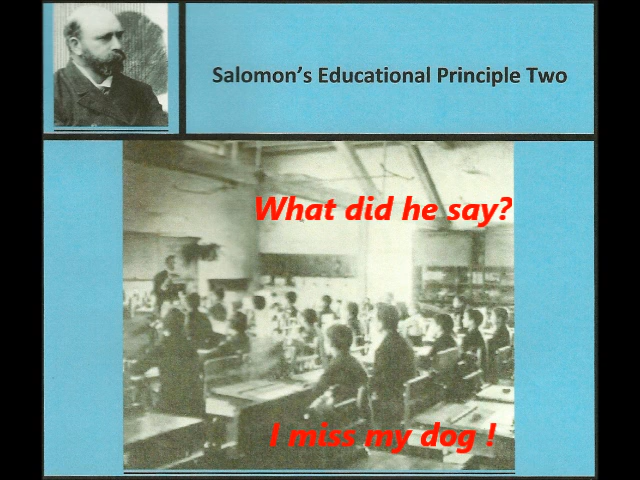 Salomon's Educational Principle Two
What did he say?
I miss my dog !